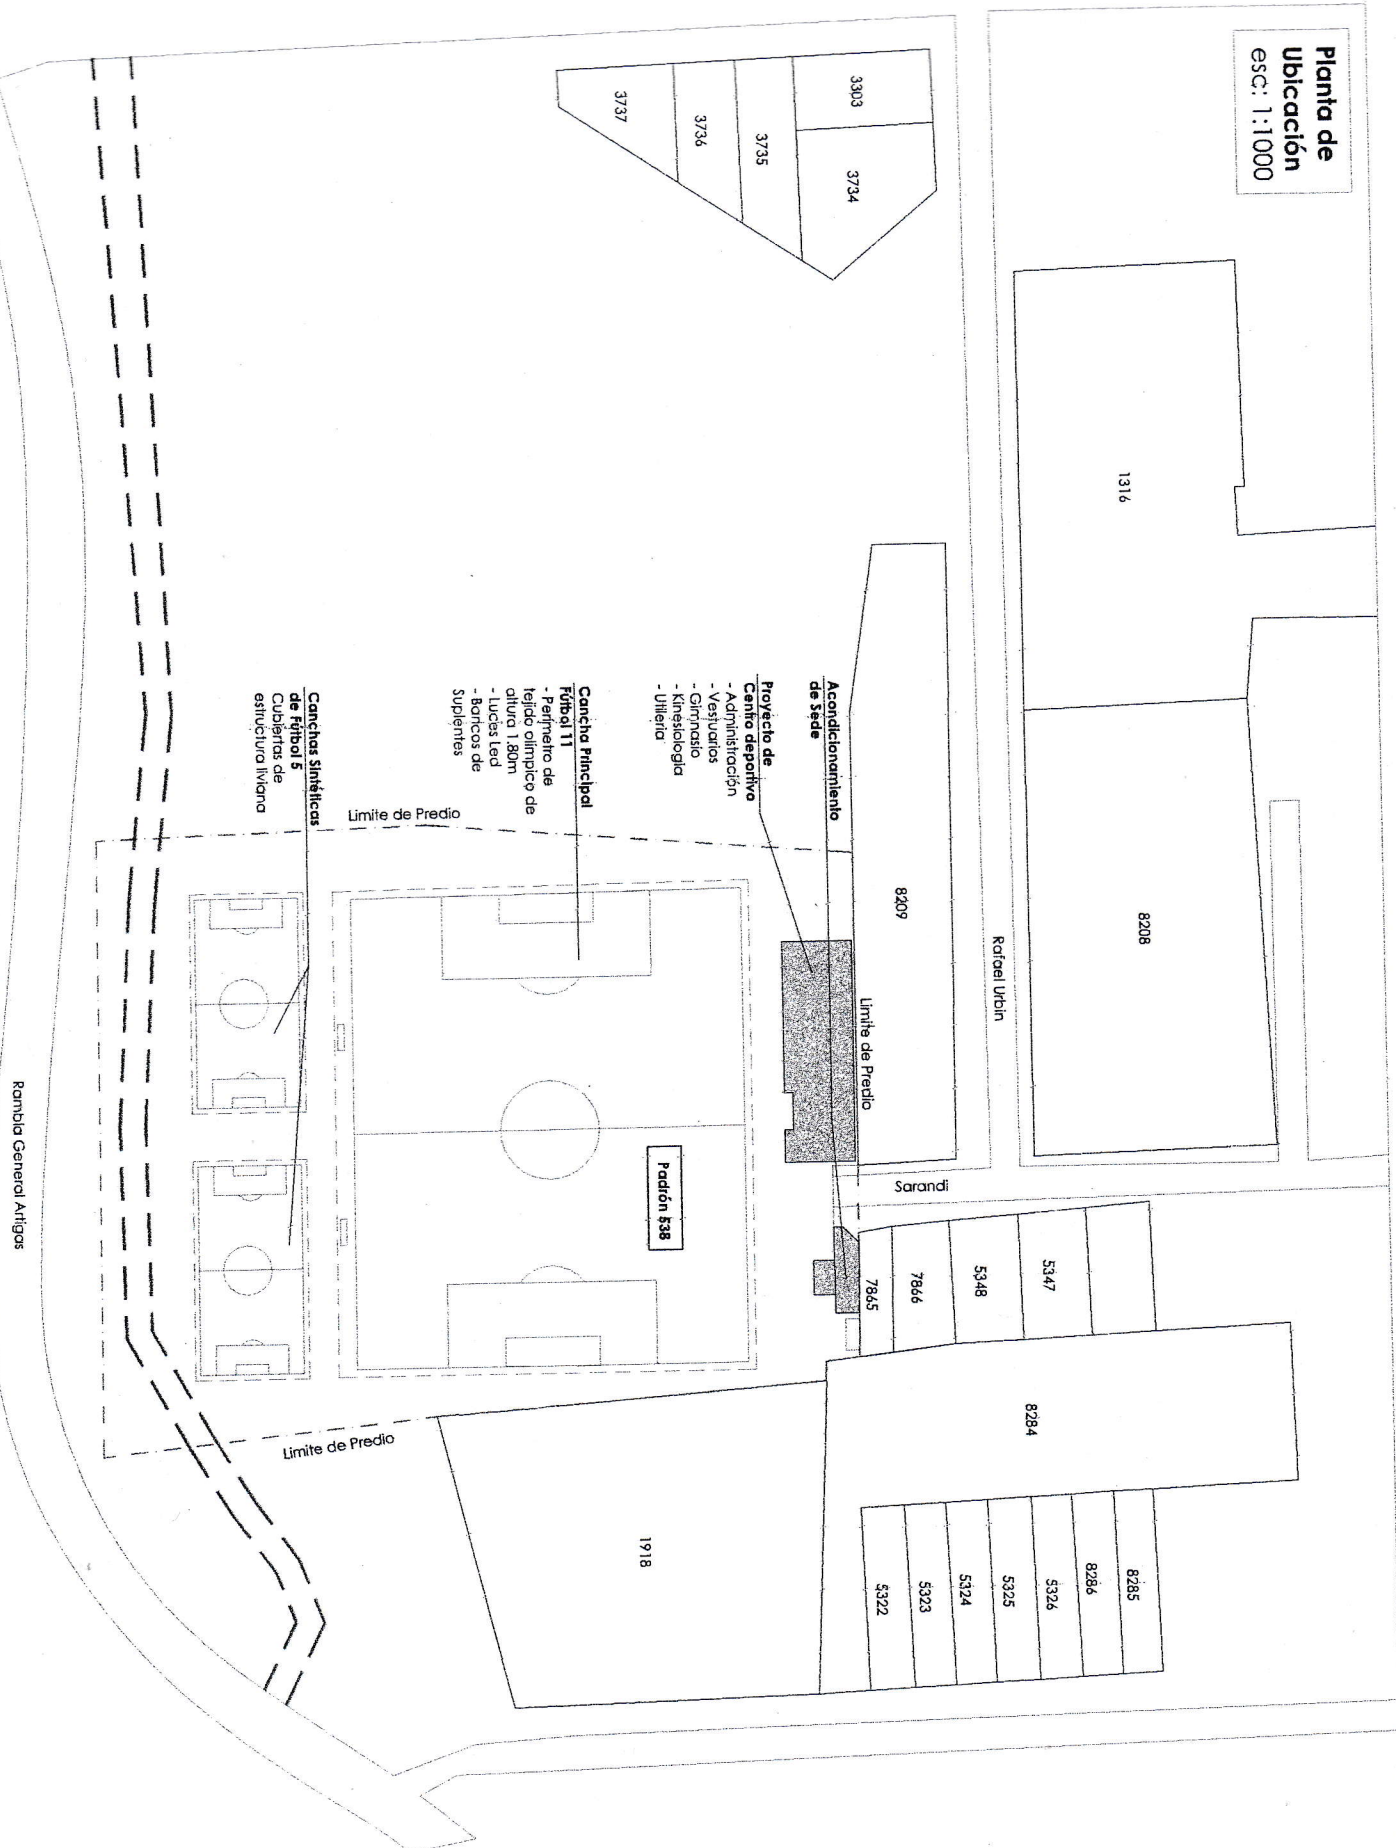 Planta de
Ubicación
esc: 1:1000
3303
3734
3735
3736
3737
1316
8208
8209
Rafael Urbin
Sarandi
Acondicionamiento
de Sede
Proyecto de
Centro deportivo
- Administración
- Vestuarios
- Gimnasio
- Kinesiologia
- Utileria
Cancha Principal
Fútbol 11
- Perímetro de
tejido olímpico de
altura 1.80m
- Luces Led
- Bancos de
Suplentes
Canchas Sintéticas
de Fútbol 5
Cubiertas de
estructura liviana
Limite de Predio
Limite de Predio
Limite de Predio
Padrón 538
5347
5348
7866
7865
8284
8285
8286
5326
5325
5324
5323
5322
1918
Rambla General Artigas